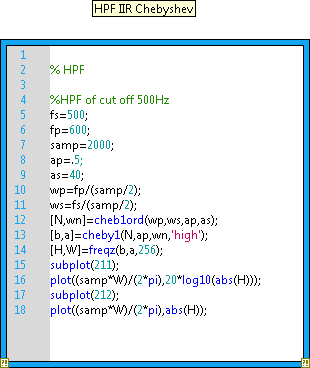 HPF IIR Chebyshev
1
2 % HPF
3
4 %HPF of cut off 500Hz
5 fs=500;
6 fp=600;
7 samp=2000;
8 ap=.5;
9 as=40;
10 wp=fp/(samp/2);
11 ws=fs/(samp/2);
12 [N,wn]=cheb1ord(wp,ws,ap,as);
13 [b,a]=cheby1(N,ap,wn,'high');
14 [H,W]=freqz(b,a,256);
15 subplot(211);
16 plot((samp*W)/(2*pi),20*log10(abs(H)));
17 subplot(212);
18 plot((samp*W)/(2*pi),abs(H));